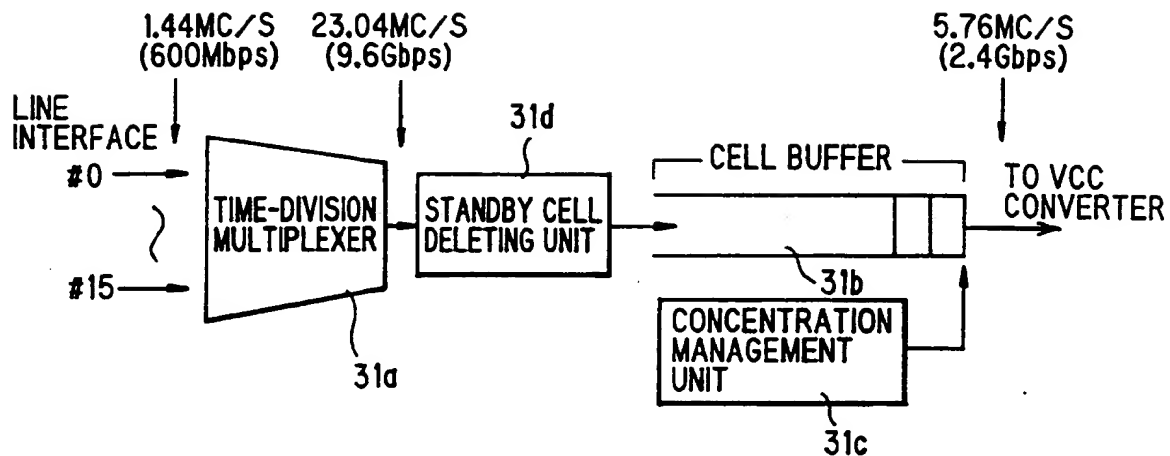 1.44MC/S
(600Mbps)
23.04MC/S
(9.6Gbps)
5.76MC/S
(2.4Gbps)
LINE
INTERFACE
#0
#15
TIME-DIVISION
MULTIPLEXER
31a
31d
STANDBY CELL
DELETING UNIT
CELL BUFFER
31b
TO VCC
CONVERTER
CONCENTRATION
MANAGEMENT
UNIT
31c